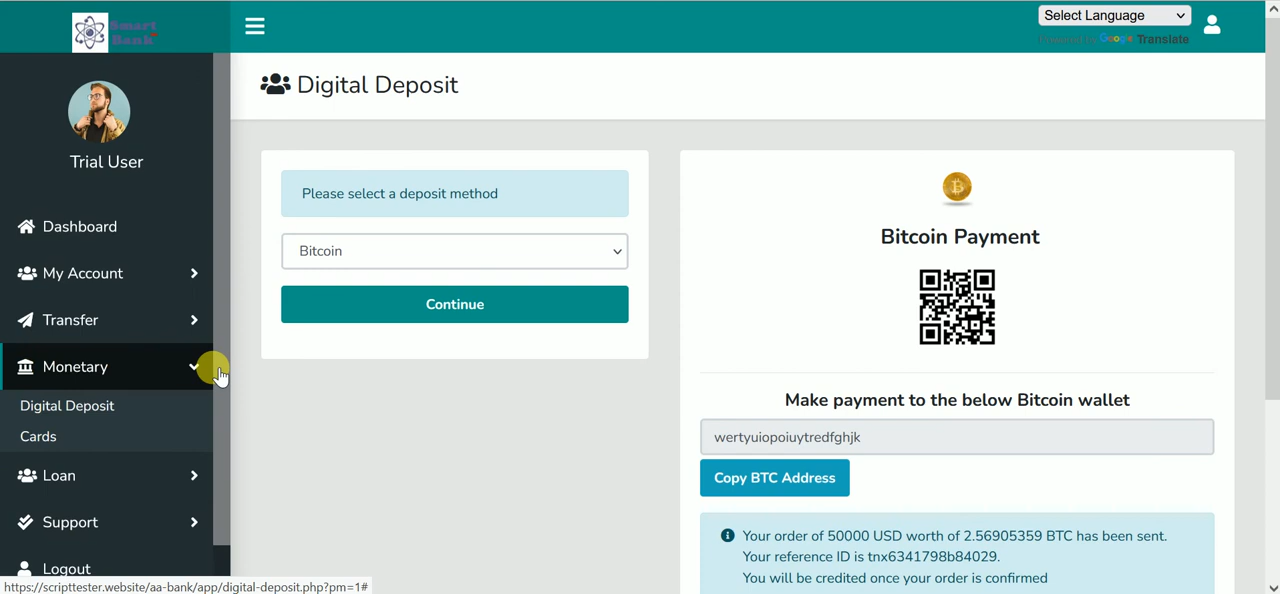 Smart
Bank
Select Language
Powered by Google Translate
Trial User
Dashboard
My Account
Transfer
Monetary
Digital Deposit
Cards
Loan
Support
Logout
Digital Deposit
Please select a deposit method
Bitcoin
Continue
Bitcoin Payment
Make payment to the below Bitcoin wallet
wertyuiopoiuytredfghjk
Copy BTC Address
Your order of 50000 USD worth of 2.56905359 BTC has been sent.
Your reference ID is tnx6341798b84029.
You will be credited once your order is confirmed
https://scripttester.website/aa-bank/app/digital-deposit.php?pm=1#